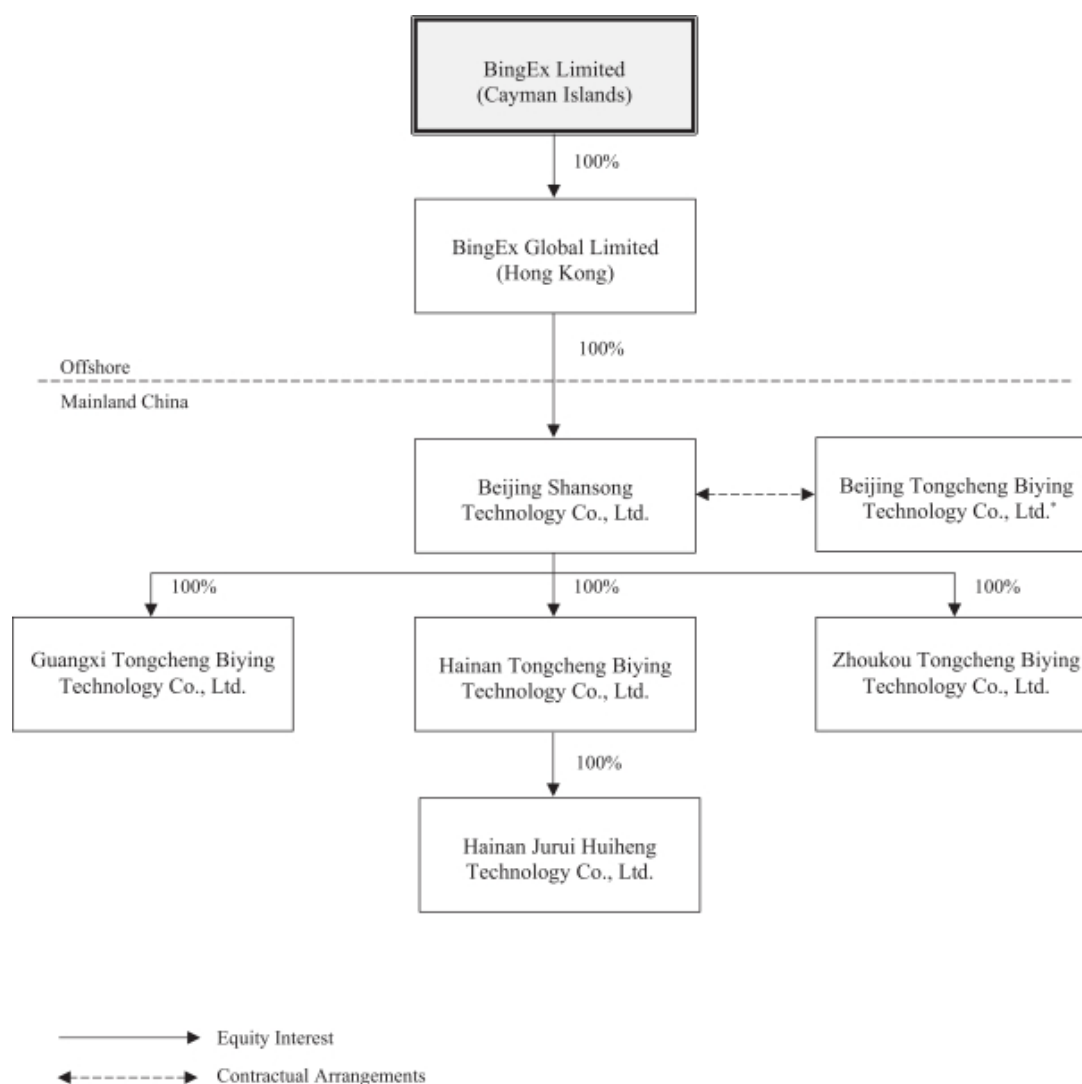 BingEx Limited
(Cayman Islands)
100%
BingEx Global Limited
(Hong Kong)
100%
Offshore
Mainland China
Beijing Shansong
Technology Co., Ltd.
Beijing Tongcheng Biying
Technology Co., Ltd.*
100%
100%
100%
Guangxi Tongcheng Biying
Technology Co., Ltd.
Hainan Tongcheng Biying
Technology Co., Ltd.
Zhoukou Tongcheng Biying
Technology Co., Ltd.
100%
Hainan Jurui Huiheng
Technology Co., Ltd.
Equity Interest
Contractual Arrangements